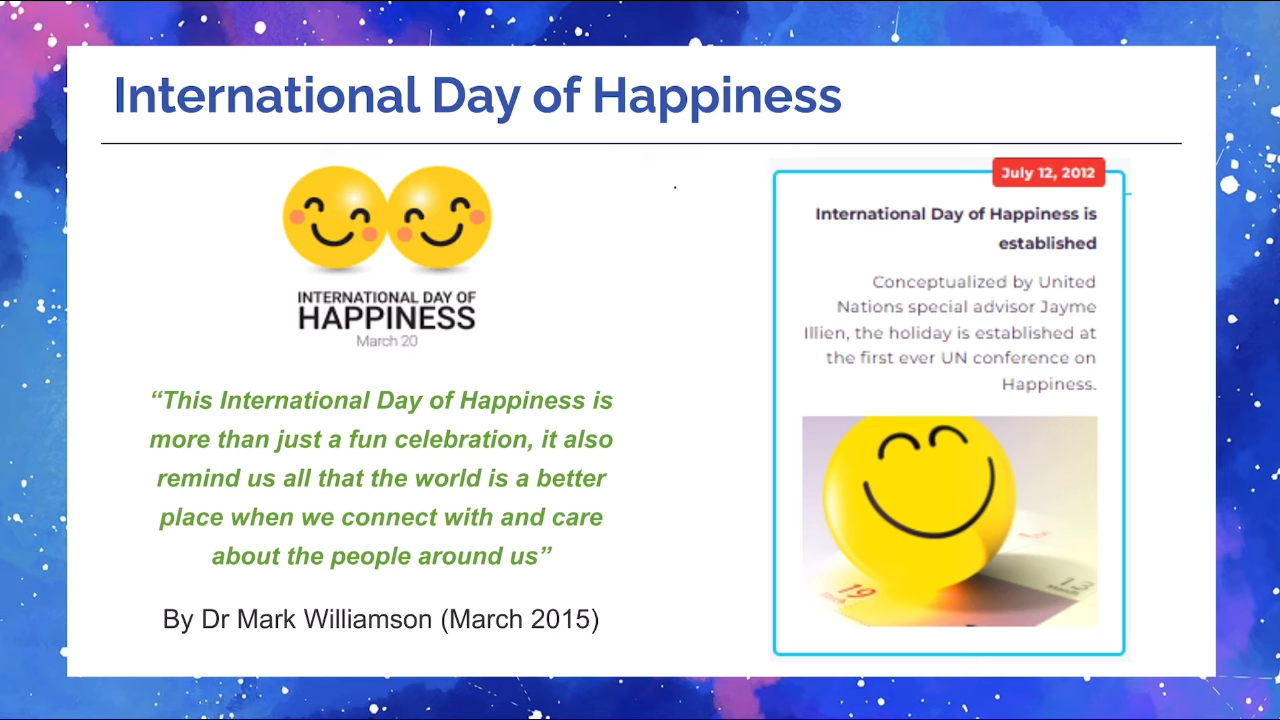 International Day of Happiness
INTERNATIONAL DAY OF
HAPPINESS
March 20
“This International Day of Happiness is
more than just a fun celebration, it also
remind us all that the world is a better
place when we connect with and care
about the people around us”
By Dr Mark Williamson (March 2015)
July 12, 2012
International Day of Happiness is
established
Conceptualized by United
Nations special advisor Jayme
Illien, the holiday is established at
the first ever UN conference on
Happiness.
19
13